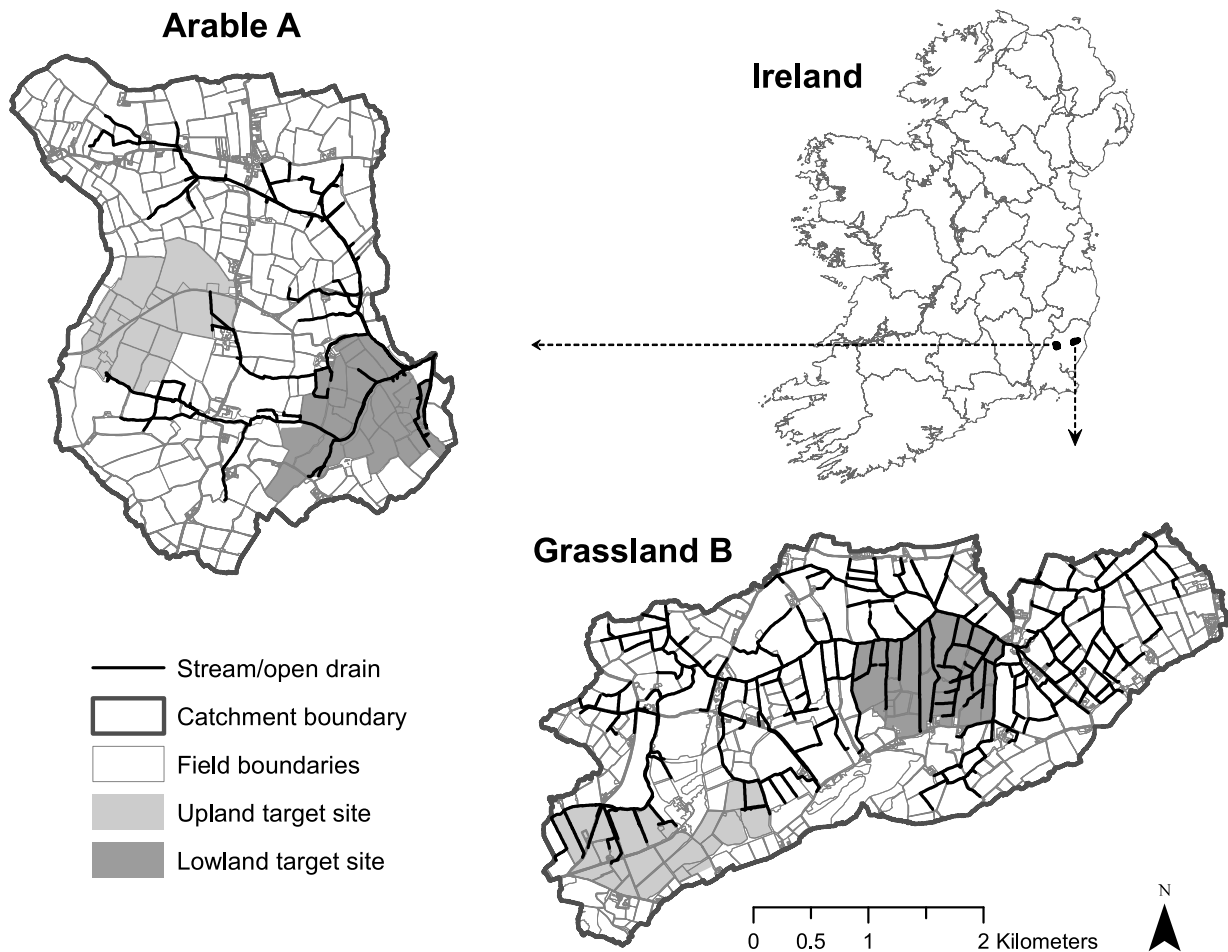 Arable A
Ireland
Grassland B
Stream/open drain
Catchment boundary
Field boundaries
Upland target site
Lowland target site
0 0.5 1 2 Kilometers
N